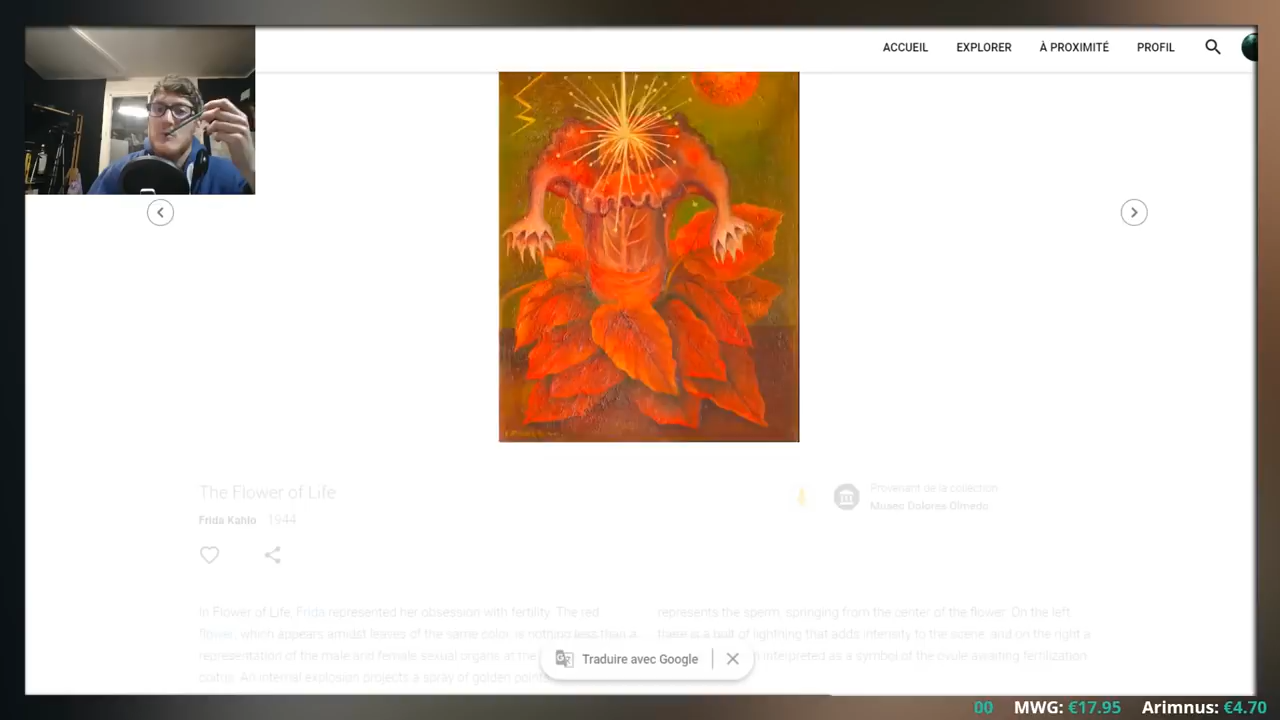 ACCUEIL EXPLORER À PROXIMITÉ PROFIL
The Flower of Life
Frida Kahlo 1944
Provenant de la collection
Museo Dolores Olmedo
In Flower of Life, Frida represented her obsession with fertility. The red
flower, which appears amidst leaves of the same color, is nothing less than a
representation of the male and female sexual organs at the
coitus. An internal explosion projects a spray of golden points
represents the sperm, springing from the center of the flower. On the left,
there is a bolt of lightning that adds intensity to the scene, and on the right a
interpreted as a symbol of the ovule awaiting fertilization
Traduire avec Google
00 MWG: €17.95 Arimnus: €4.70